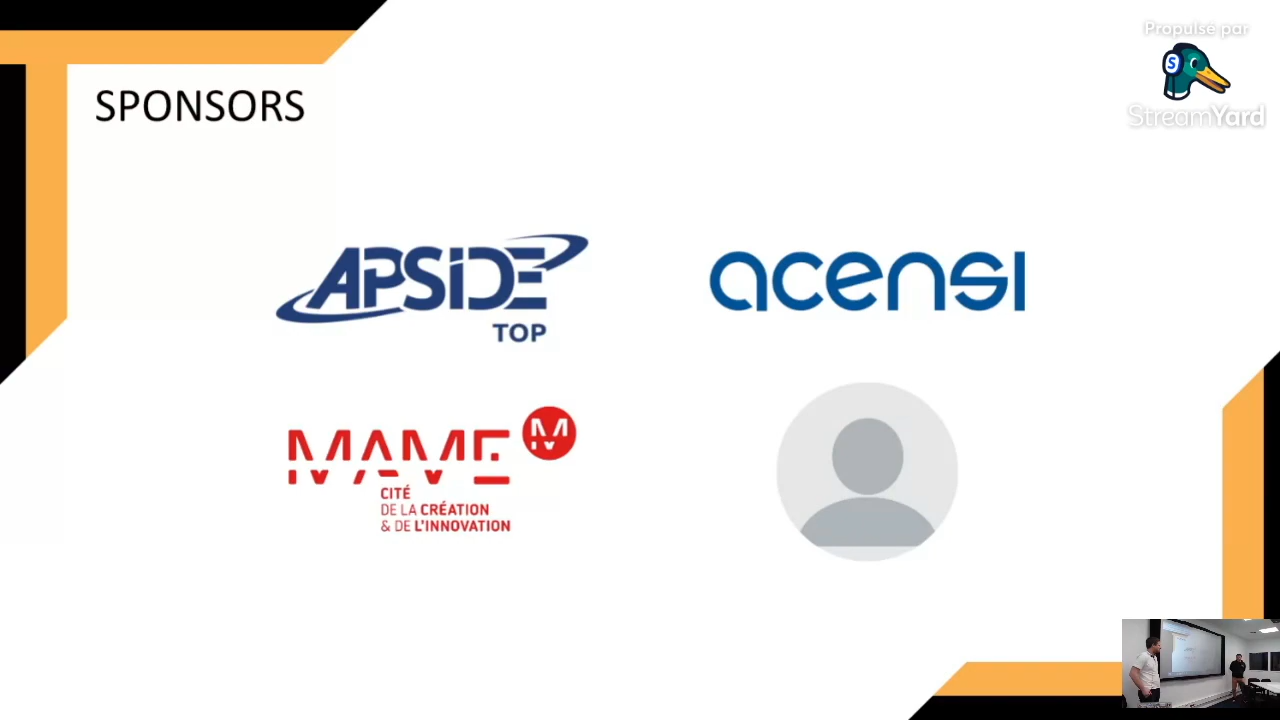 Propulsé par
S
StreamYard
SPONSORS
APSIDE
TOP
acensi
MAME
M
CITÉ
DE LA CRÉATION
& DE L'INNOVATION